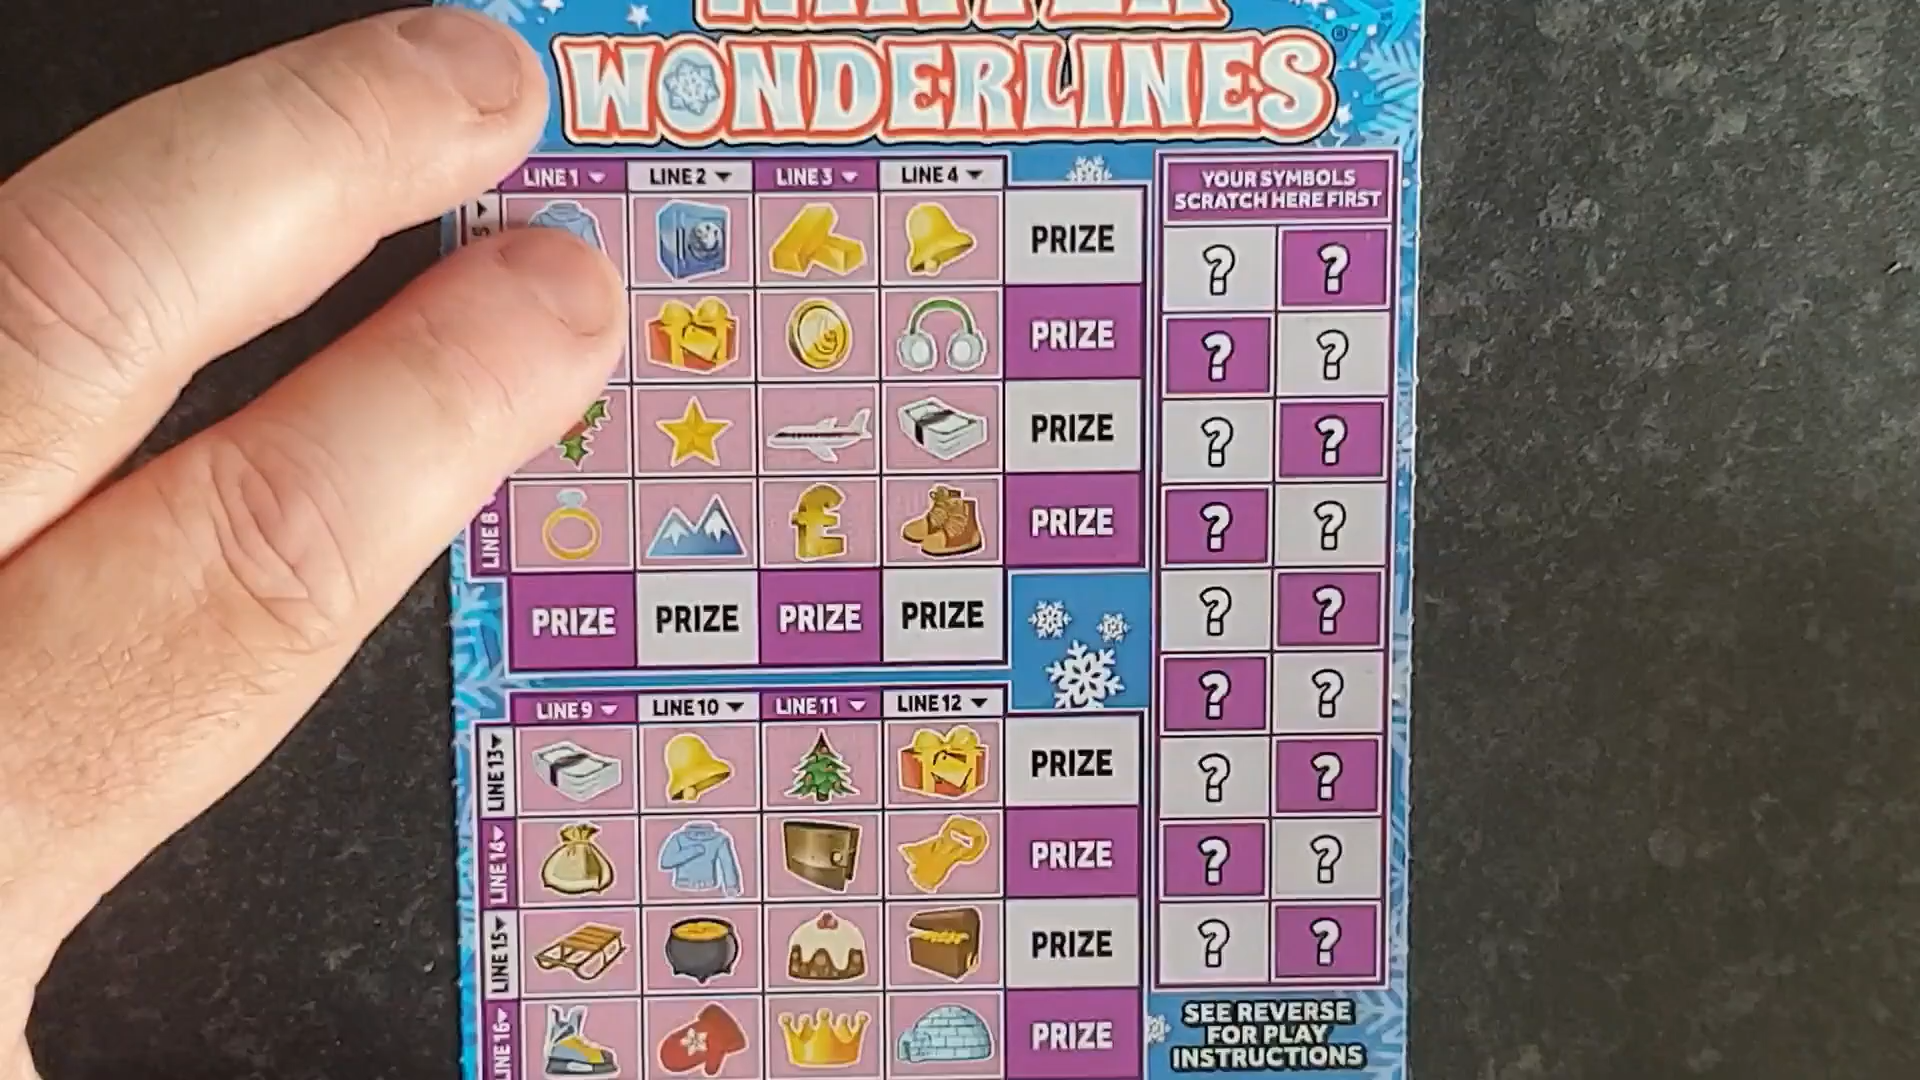 WINTER
WONDERLINES®
LINE 1 LINE 2 LINE 3 LINE 4
YOUR SYMBOLS
SCRATCH HERE FIRST
PRIZE
? ?
PRIZE
? ?
PRIZE
? ?
LINE 8
PRIZE
? ?
PRIZE PRIZE PRIZE PRIZE
? ?
LINE 9 LINE 10 LINE 11 LINE 12
? ?
LINE 13
PRIZE
? ?
LINE 14
PRIZE
? ?
LINE 15
PRIZE
? ?
LINE 16
PRIZE
SEE REVERSE
FOR PLAY
INSTRUCTIONS